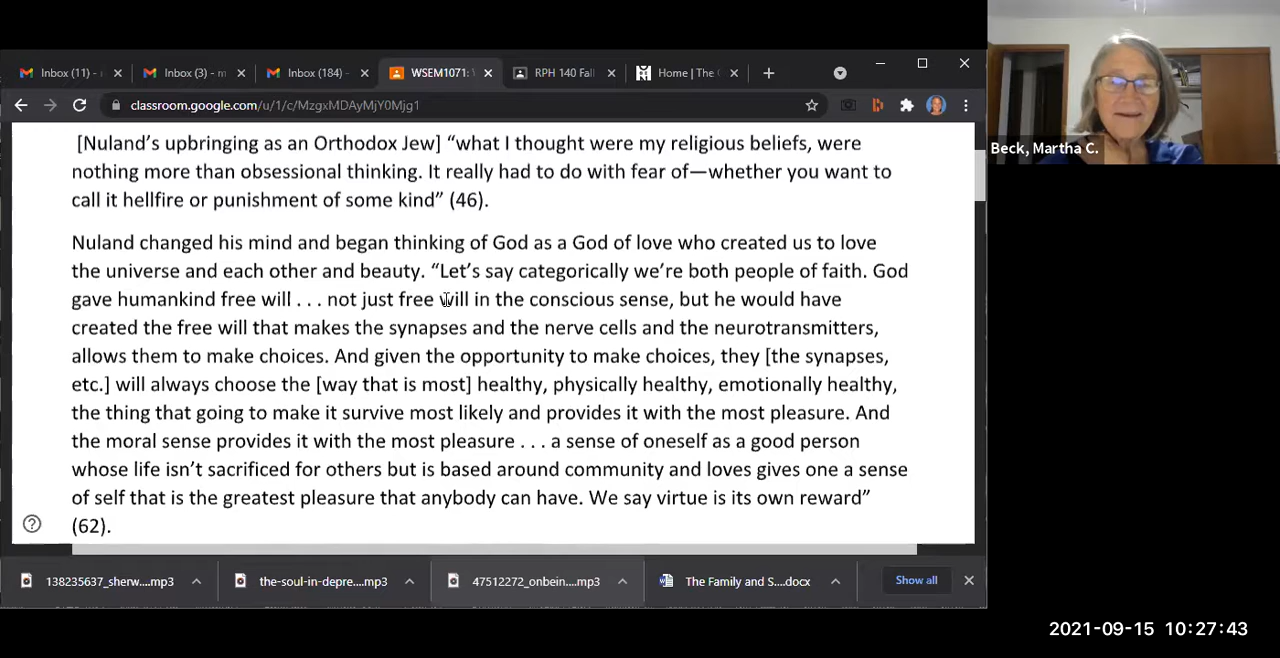 Inbox (11) -
Inbox (3) - m
Inbox (184) -
WSEM1071:
RPH 140 Fall
Home | The
classroom.google.com/u/1/c/MzgxMDAyMjY0Mjg1
Beck, Martha C.
[Nuland's upbringing as an Orthodox Jew] “what I thought were my religious beliefs, were
nothing more than obsessional thinking. It really had to do with fear of—whether you want to
call it hellfire or punishment of some kind” (46).
Nuland changed his mind and began thinking of God as a God of love who created us to love
the universe and each other and beauty. “Let's say categorically we're both people of faith. God
gave humankind free will . . . not just free will in the conscious sense, but he would have
created the free will that makes the synapses and the nerve cells and the neurotransmitters,
allows them to make choices. And given the opportunity to make choices, they [the synapses,
etc.] will always choose the [way that is most] healthy, physically healthy, emotionally healthy,
the thing that going to make it survive most likely and provides it with the most pleasure. And
the moral sense provides it with the most pleasure . . . a sense of oneself as a good person
whose life isn't sacrificed for others but is based around community and loves gives one a sense
of self that is the greatest pleasure that anybody can have. We say virtue is its own reward”
(62).
138235637_sherw....mp3
the-soul-in-depre....mp3
47512272_onbein....mp3
The Family and S....docx
Show all
2021-09-15 10:27:43